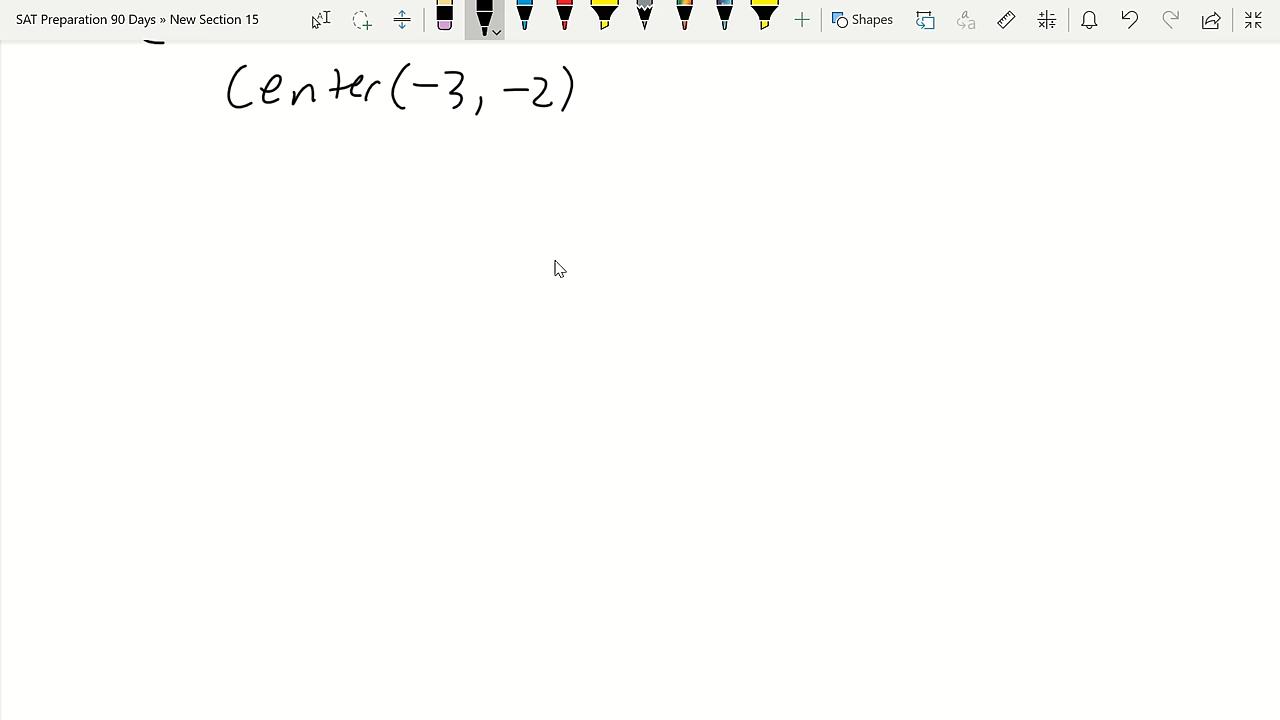 SAT Preparation 90 Days » New Section 15
Shapes
Center(-3, -2)